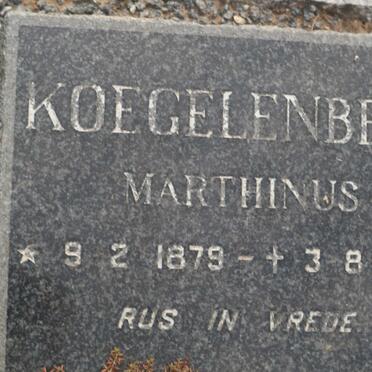 KOEGELENBE
MARTHINUS
* 9 2 1879 - + 3 8
RUS IN VREDE